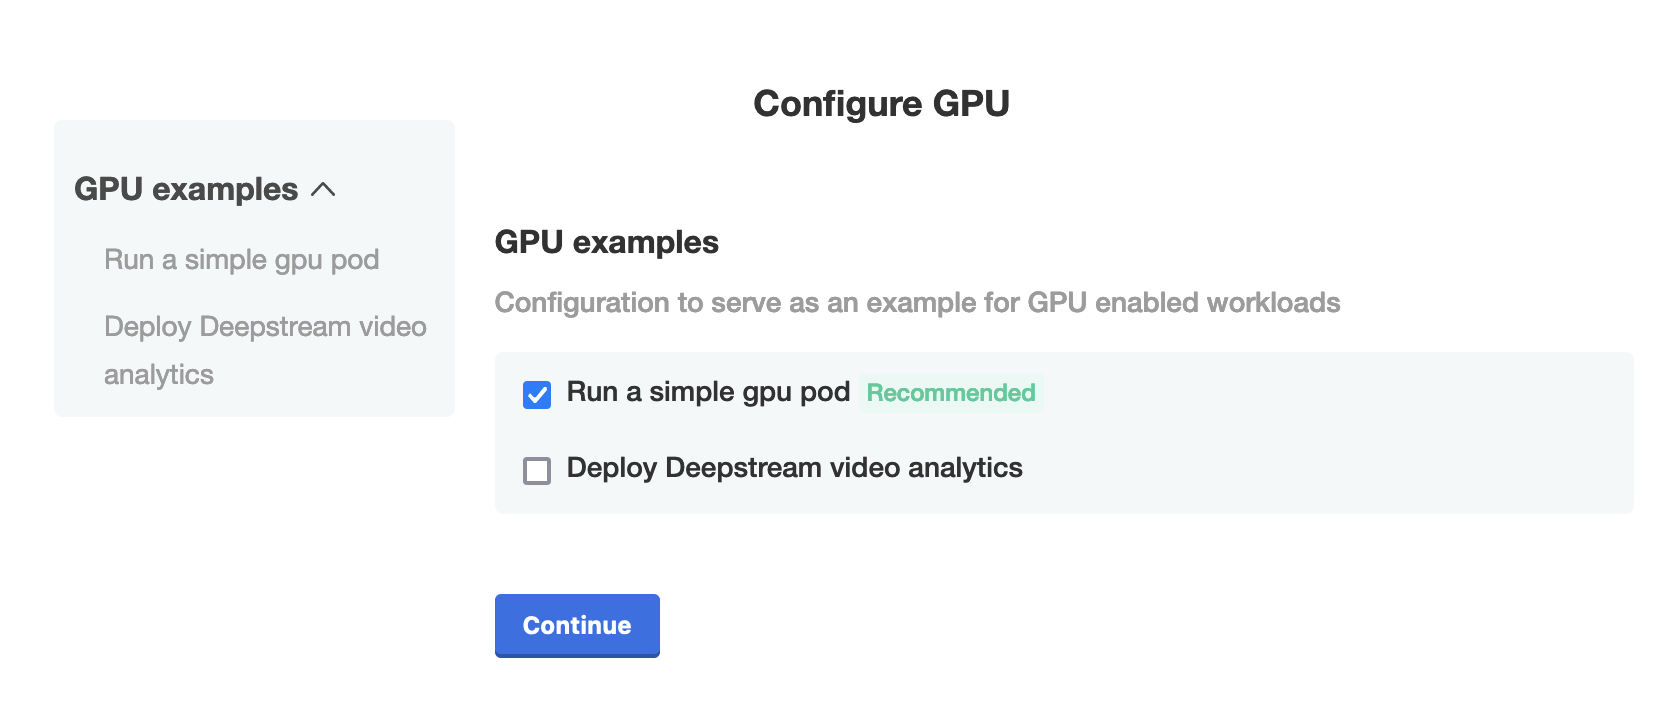 Configure GPU
GPU examples
Run a simple gpu pod
Deploy Deepstream video
analytics
GPU examples
Configuration to serve as an example for GPU enabled workloads
Run a simple gpu pod Recommended
Deploy Deepstream video analytics
Continue